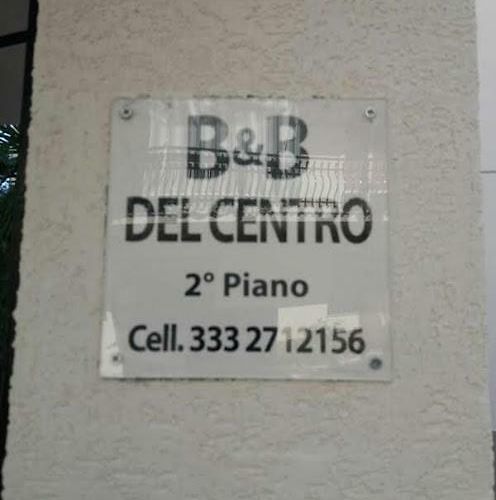 B&B
DEL CENTRO
2° Piano
Cell. 333 2712156